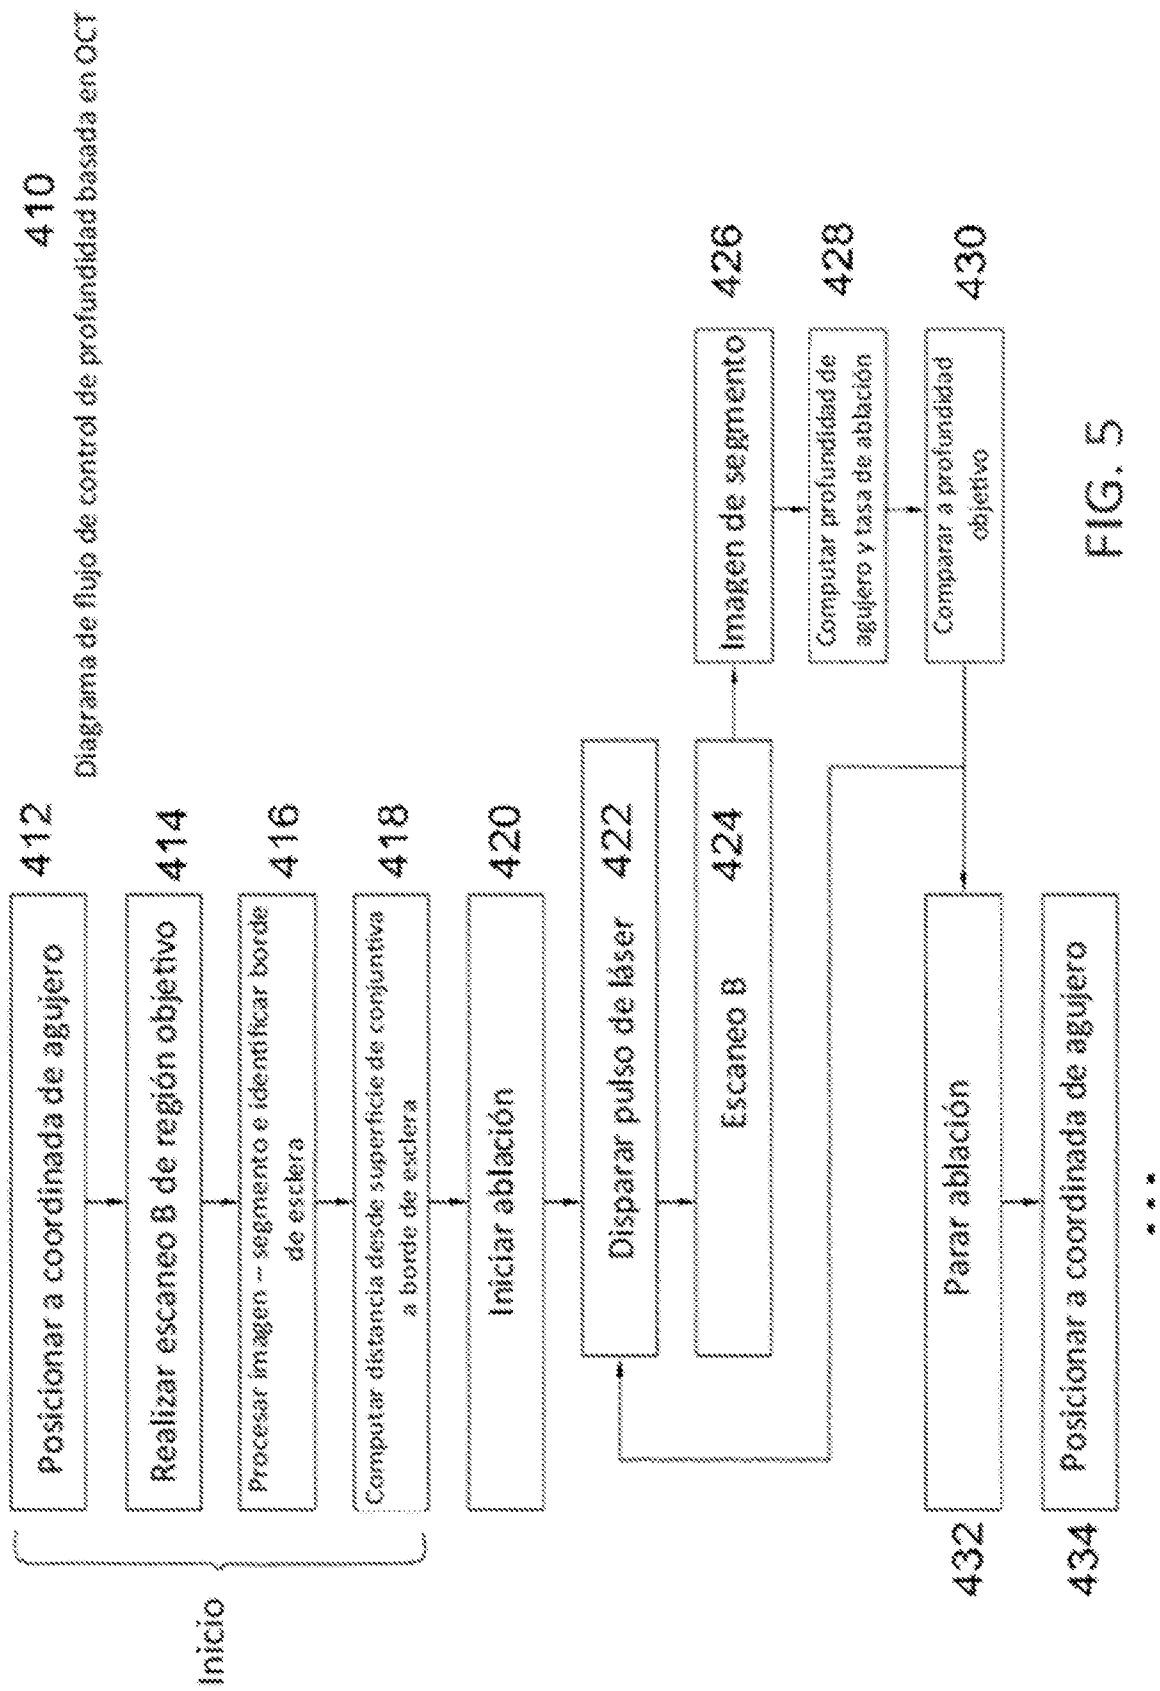 410
Diagrama de flujo de control de profundidad basada en OCT
Inicio
Posicionar a coordinada de agujero
412
Realizar escaneo B de región objetivo
414
Procesar imagen -- segmento e identificar borde
de esclera
416
Computar distancia desde superficie de conjuntiva
a borde de esclera
418
Iniciar ablación
420
Disparar pulso de láser 422
Escaneo B 424
Imagen de segmento
426
Computar profundidad de
agujero y tasa de ablación
428
Comparar a profundidad
objetivo
430
432
Parar ablación
434
Posicionar a coordinada de agujero
...
FIG. 5